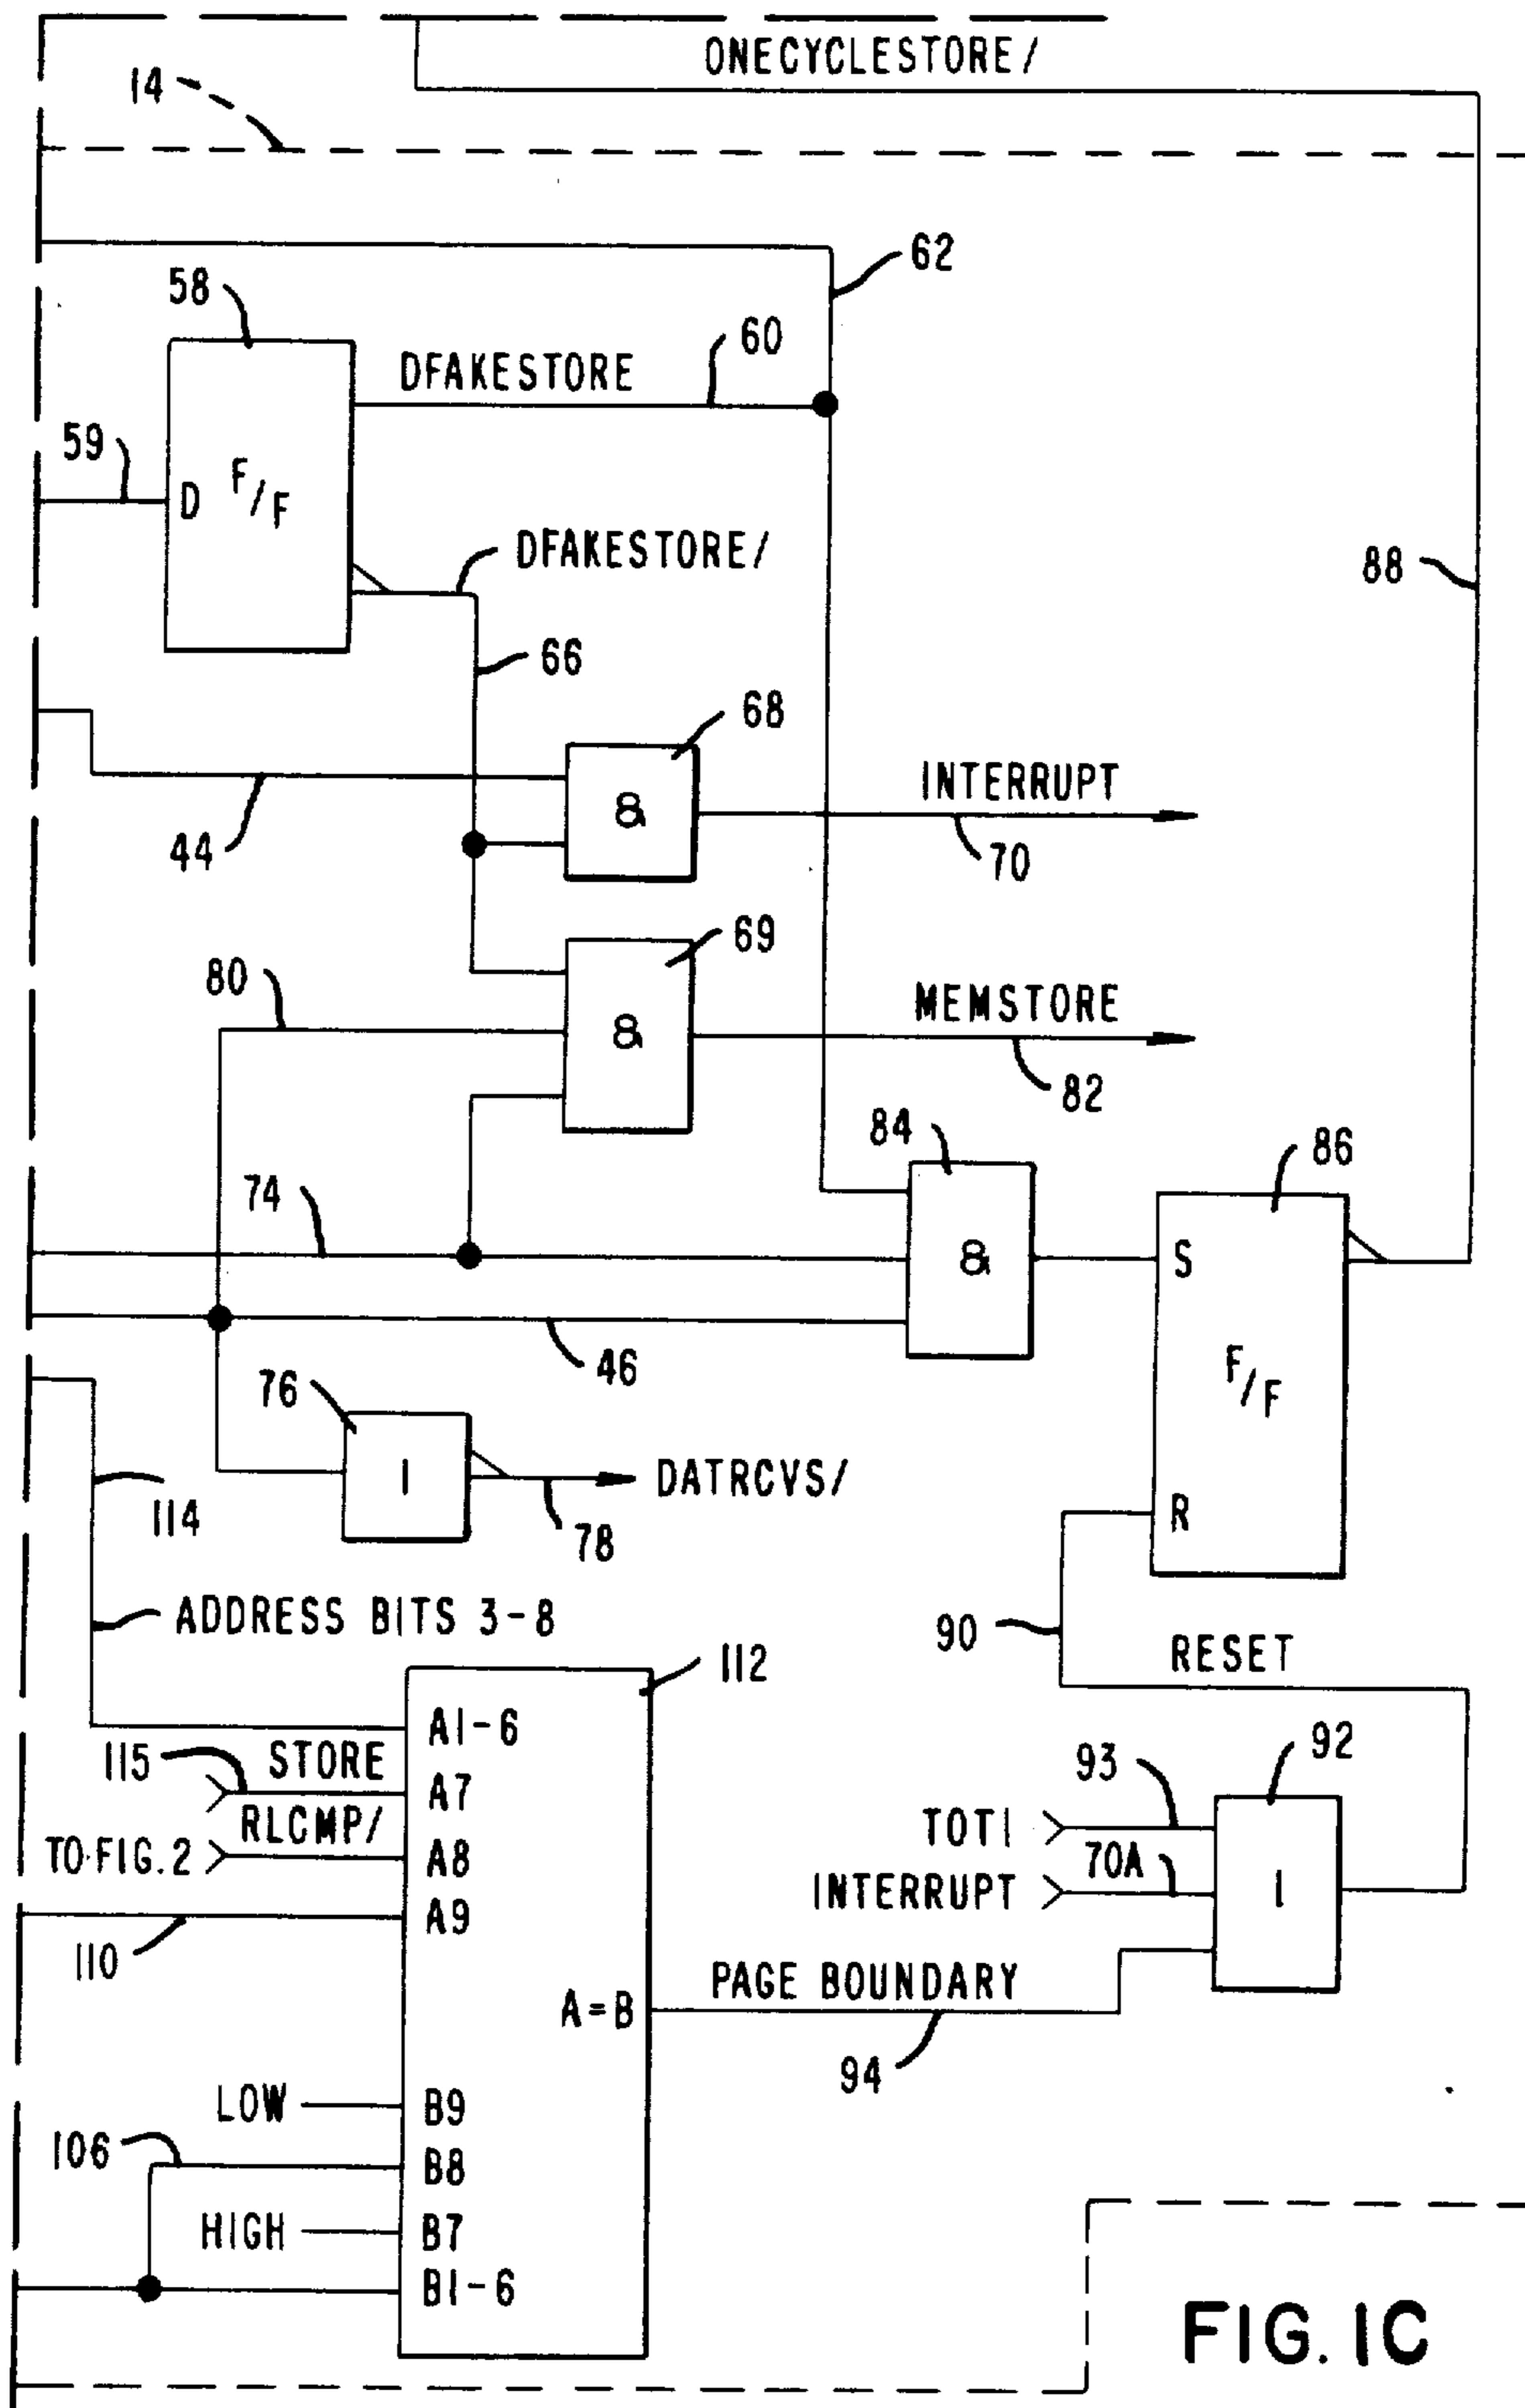 ONECYCLESTORE/
14
62
58
60
DFAKESTORE
59
D F/F
DFAKESTORE/
88
66
68
INTERRUPT
&
44
70
69
80
MEMSTORE
&
82
84
86
74
&
S
46
F/F
76
I
DATRCVS/
114
78
R
ADDRESS BITS 3-8
90
RESET
112
A1-6
115
STORE
93
92
A7
RLCMP/
TOTI
70A
TO FIG. 2
A8
INTERRUPT
I
A9
110
PAGE BOUNDARY
A=B
94
LOW
B9
106
B8
HIGH
B7
B1-6
FIG. 1C